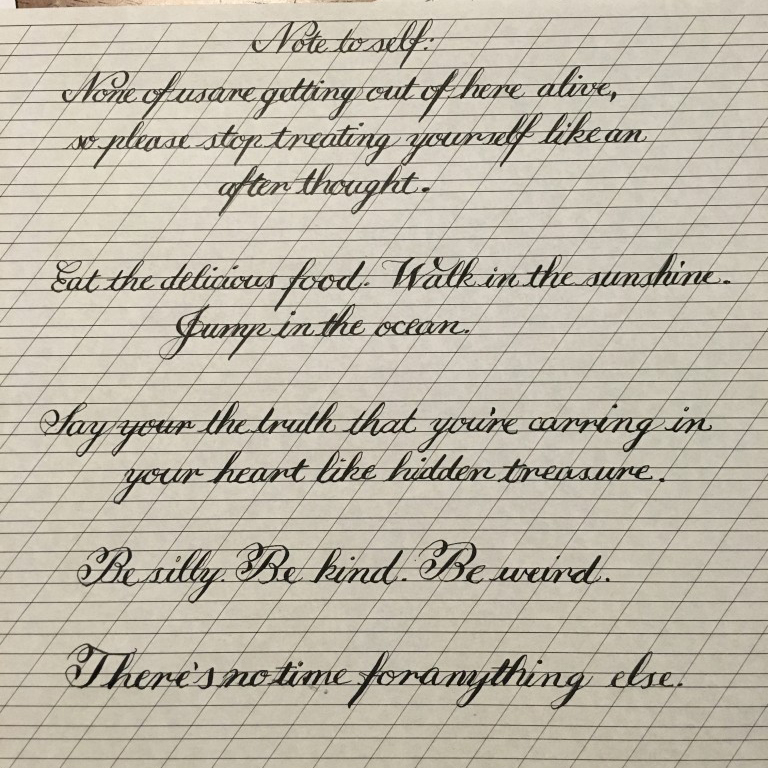 Note to self:
None of us are getting out of here alive,
so please stop treating yourself like an
after thought.
Eat the delicious food. Walk in the sunshine.
Jump in the ocean.
Say your the truth that you're carring in
your heart like hidden treasure.
Be silly. Be kind. Be weird.
There's no time for anything else.